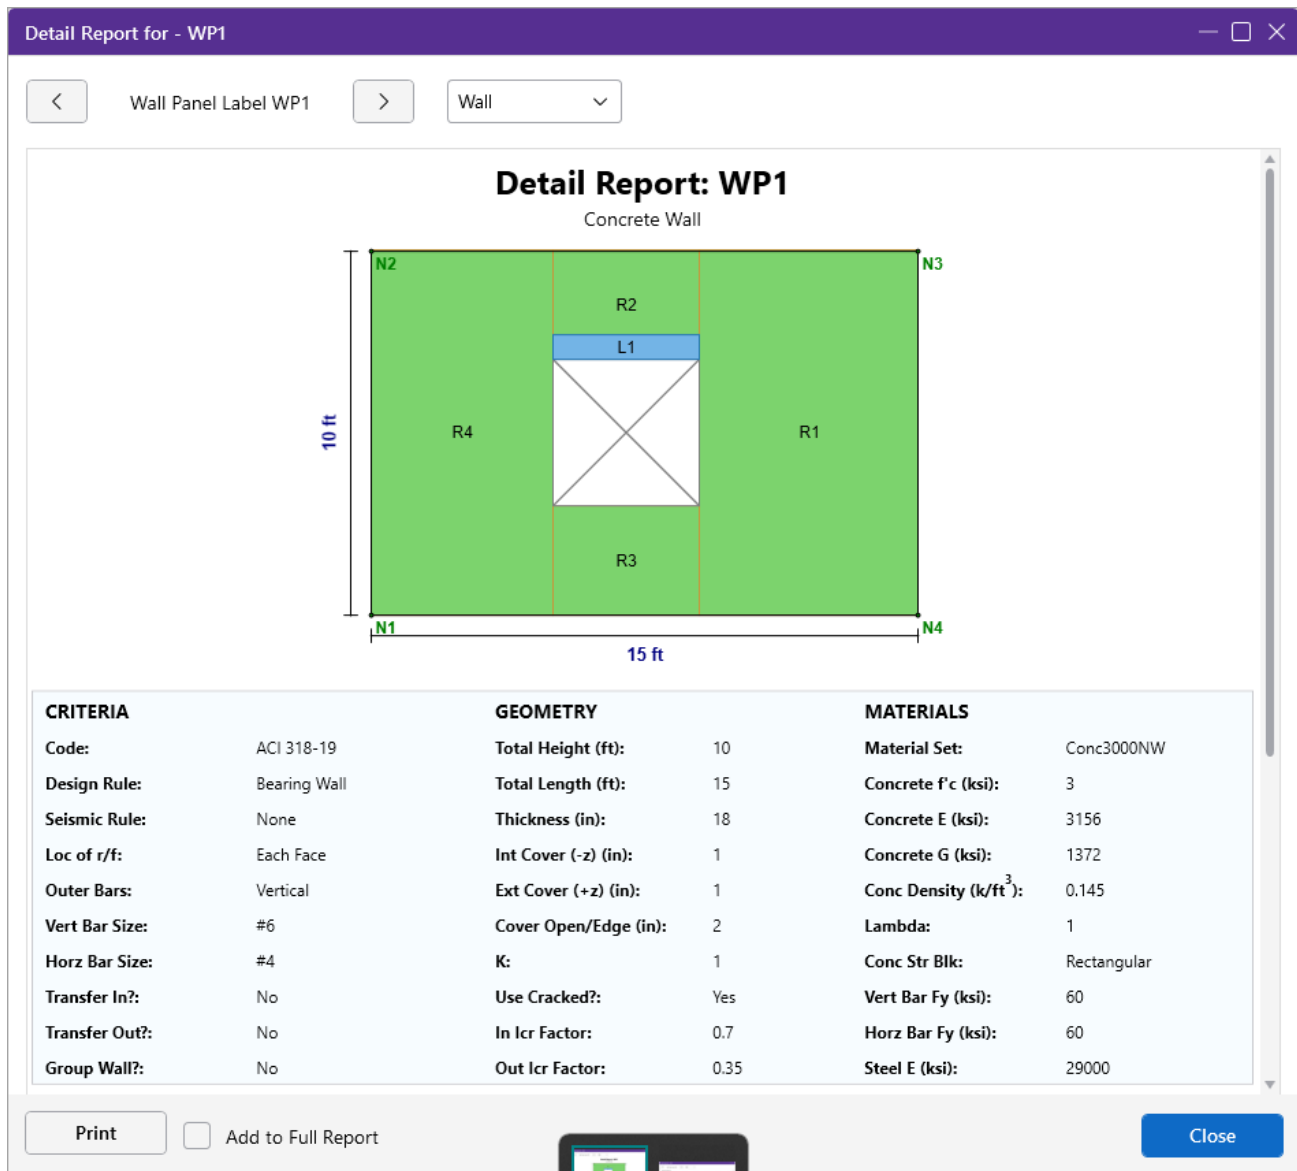 Detail Report for - WP1
Wall Panel Label WP1
Wall
Detail Report: WP1
Concrete Wall
N2
N3
R2
L1
10 ft
R4
R1
R3
N1
N4
15 ft
CRITERIA GEOMETRY MATERIALS
Code: ACI 318-19 Total Height (ft): 10 Material Set: Conc3000NW
Design Rule: Bearing Wall Total Length (ft): 15 Concrete f'c (ksi): 3
Seismic Rule: None Thickness (in): 18 Concrete E (ksi): 3156
Loc of r/f: Each Face Int Cover (-z) (in): 1 Concrete G (ksi): 1372
Outer Bars: Vertical Ext Cover (+z) (in): 1 Conc Density (k/ft³): 0.145
Vert Bar Size: #6 Cover Open/Edge (in): 2 Lambda: 1
Horz Bar Size: #4 K: 1 Conc Str Blk: Rectangular
Transfer In?: No Use Cracked?: Yes Vert Bar Fy (ksi): 60
Transfer Out?: No In Icr Factor: 0.7 Horz Bar Fy (ksi): 60
Group Wall?: No Out Icr Factor: 0.35 Steel E (ksi): 29000
Print
Add to Full Report
Close